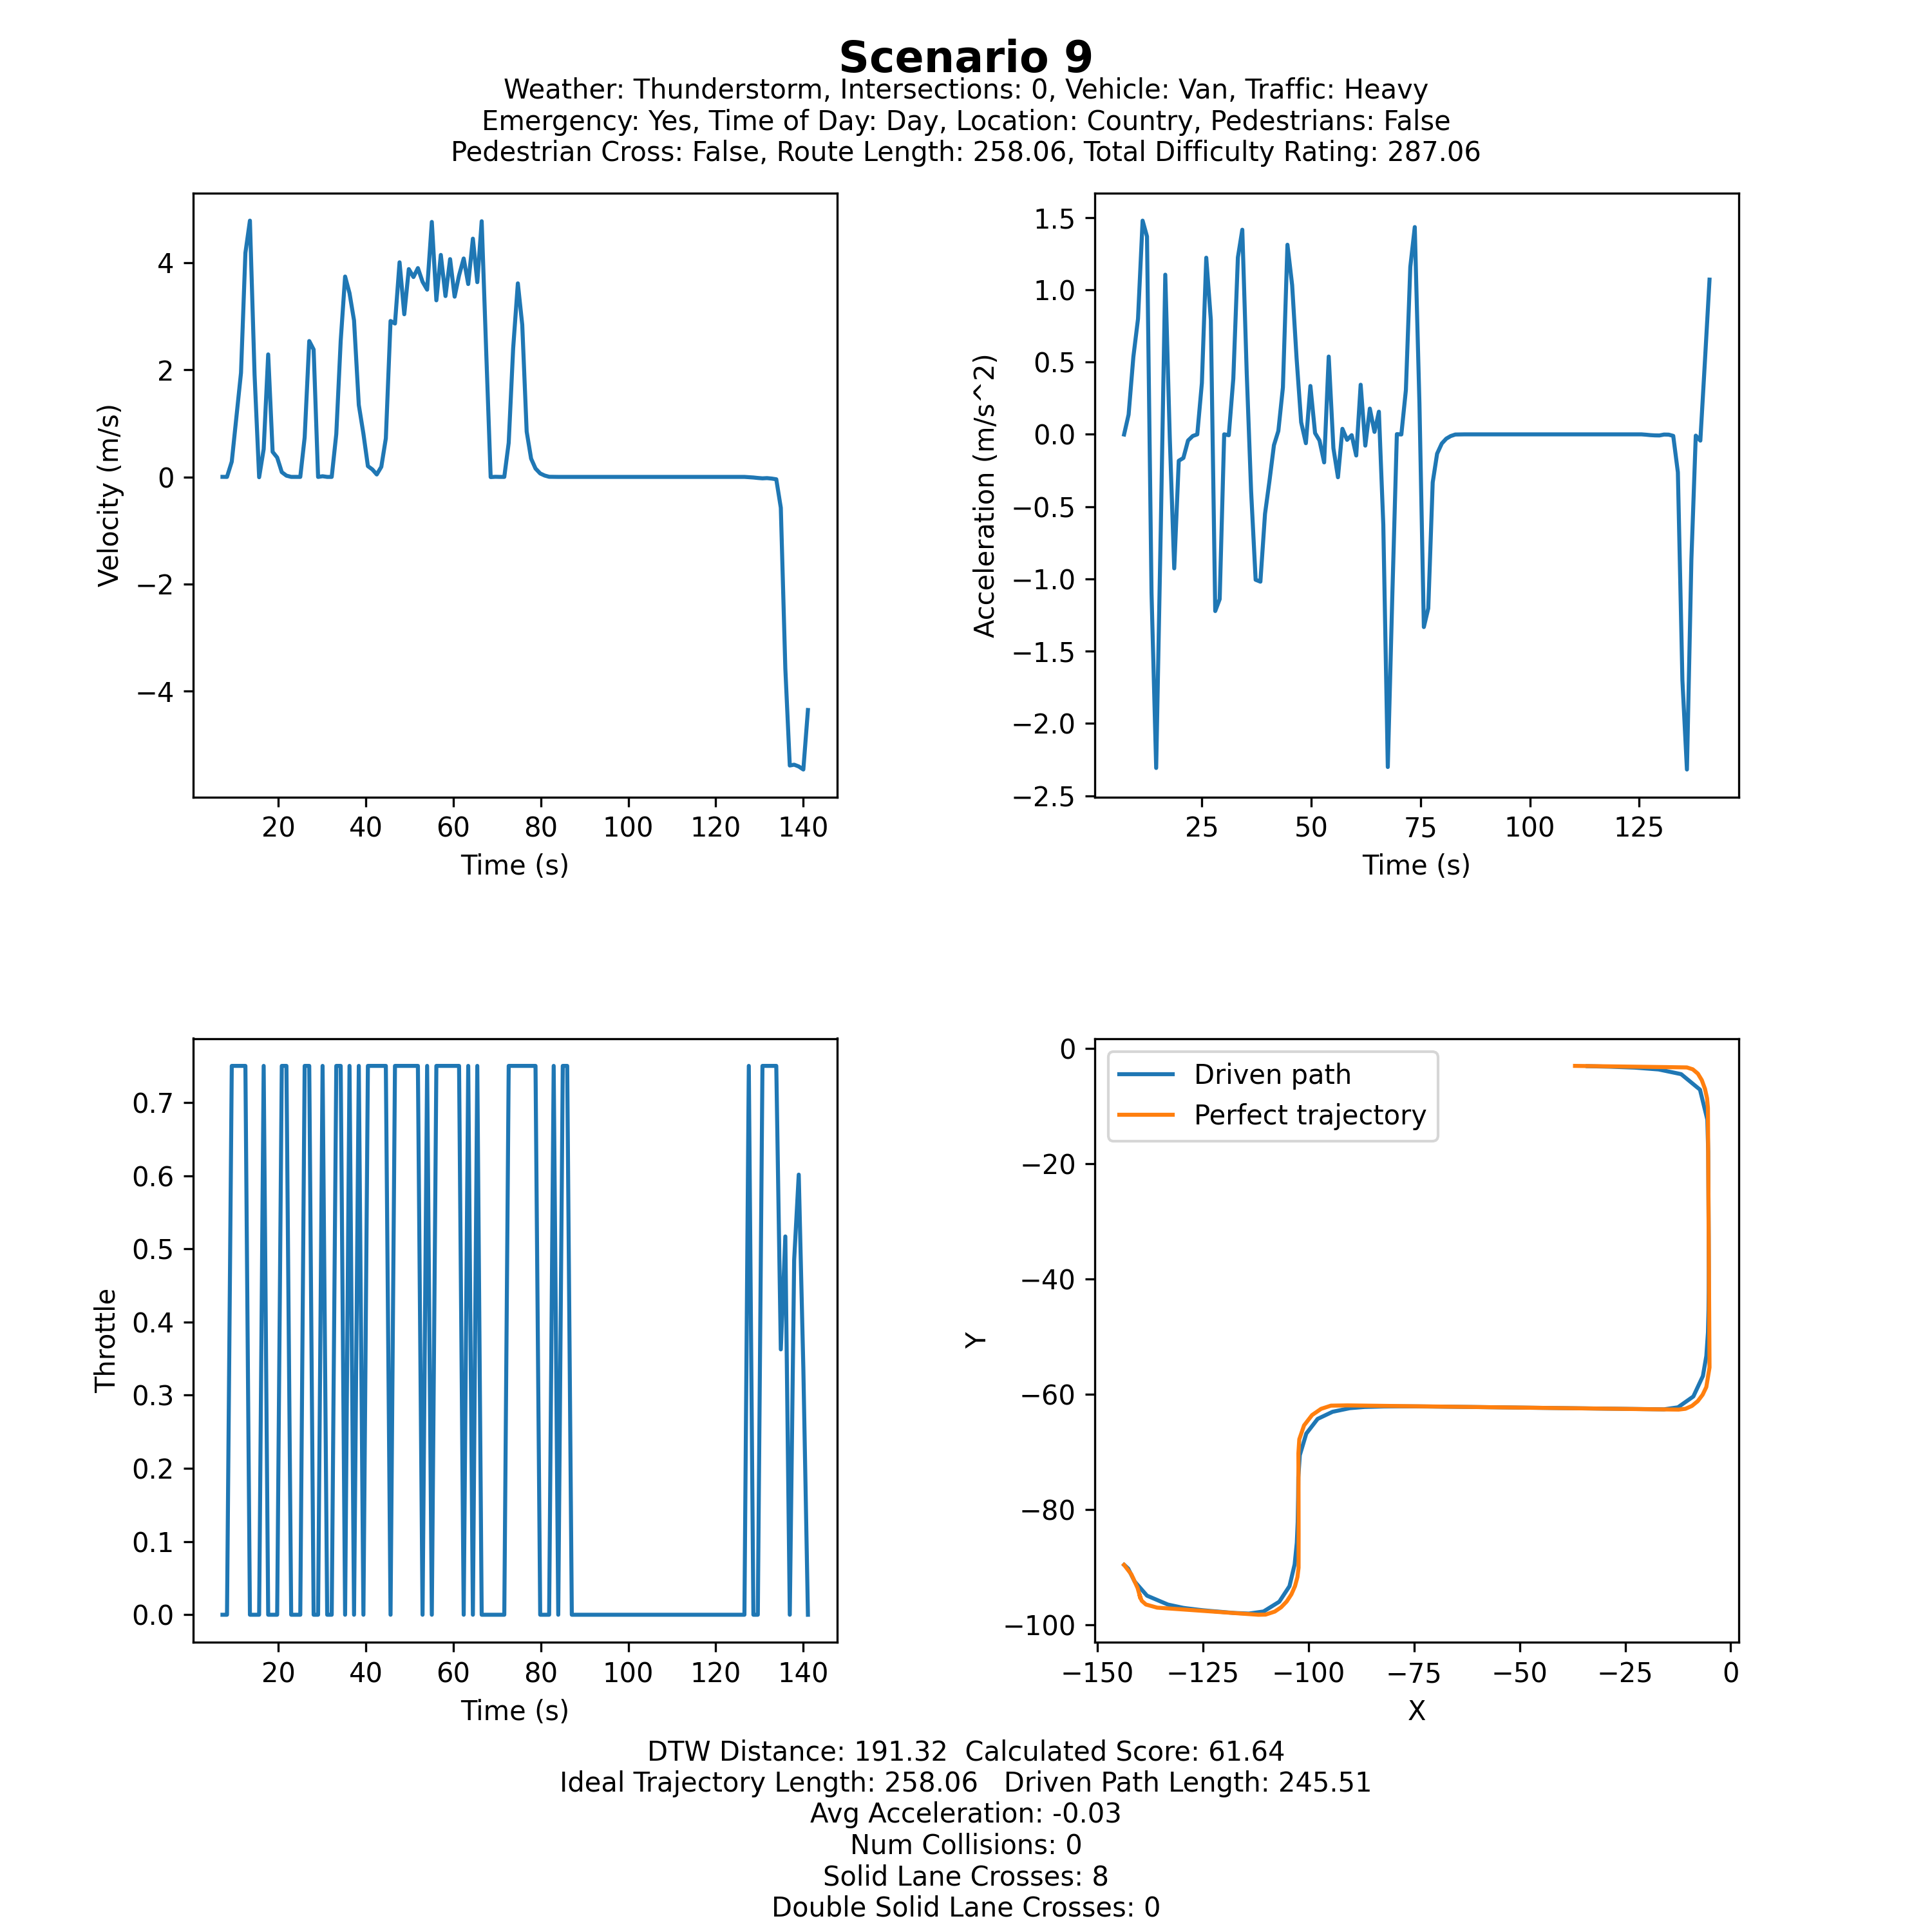 Scenario 9
Weather: Thunderstorm, Intersections: 0, Vehicle: Van, Traffic: Heavy
Emergency: Yes, Time of Day: Day, Location: Country, Pedestrians: False
Pedestrian Cross: False, Route Length: 258.06, Total Difficulty Rating: 287.06
Velocity (m/s)
4
2
0
−2
−4
20 40 60 80 100 120 140
Time (s)
Acceleration (m/s^2)
1.5
1.0
0.5
0.0
−0.5
−1.0
−1.5
−2.0
−2.5
25 50 75 100 125
Time (s)
Throttle
0.7
0.6
0.5
0.4
0.3
0.2
0.1
0.0
20 40 60 80 100 120 140
Time (s)
Driven path
Perfect trajectory
Y
0
−20
−40
−60
−80
−100
−150 −125 −100 −75 −50 −25 0
X
DTW Distance: 191.32 Calculated Score: 61.64
Ideal Trajectory Length: 258.06 Driven Path Length: 245.51
Avg Acceleration: -0.03
Num Collisions: 0
Solid Lane Crosses: 8
Double Solid Lane Crosses: 0